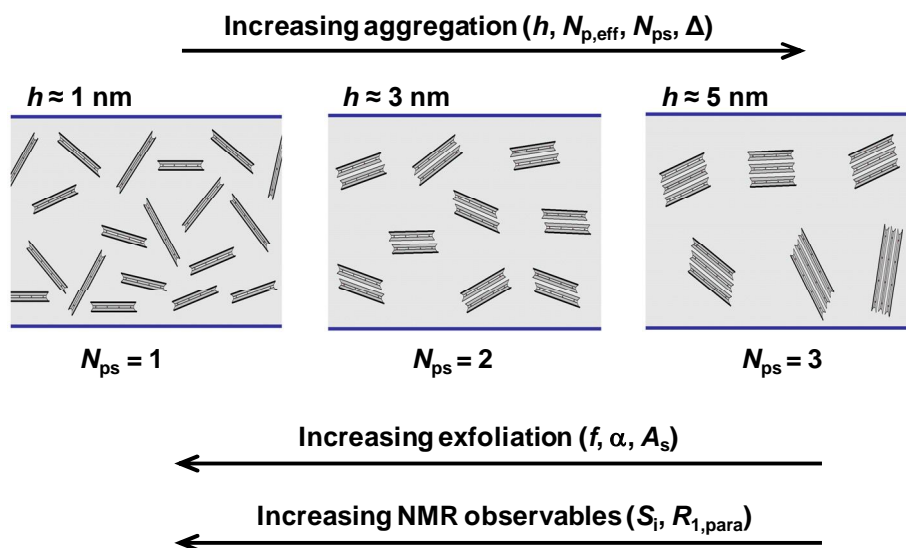 Increasing aggregation (h, Np,eff, Nps, Δ)
h ≈ 1 nm
h ≈ 3 nm
h ≈ 5 nm
Nps = 1
Nps = 2
Nps = 3
Increasing exfoliation (f, α, As)
Increasing NMR observables (Si, R1,para)